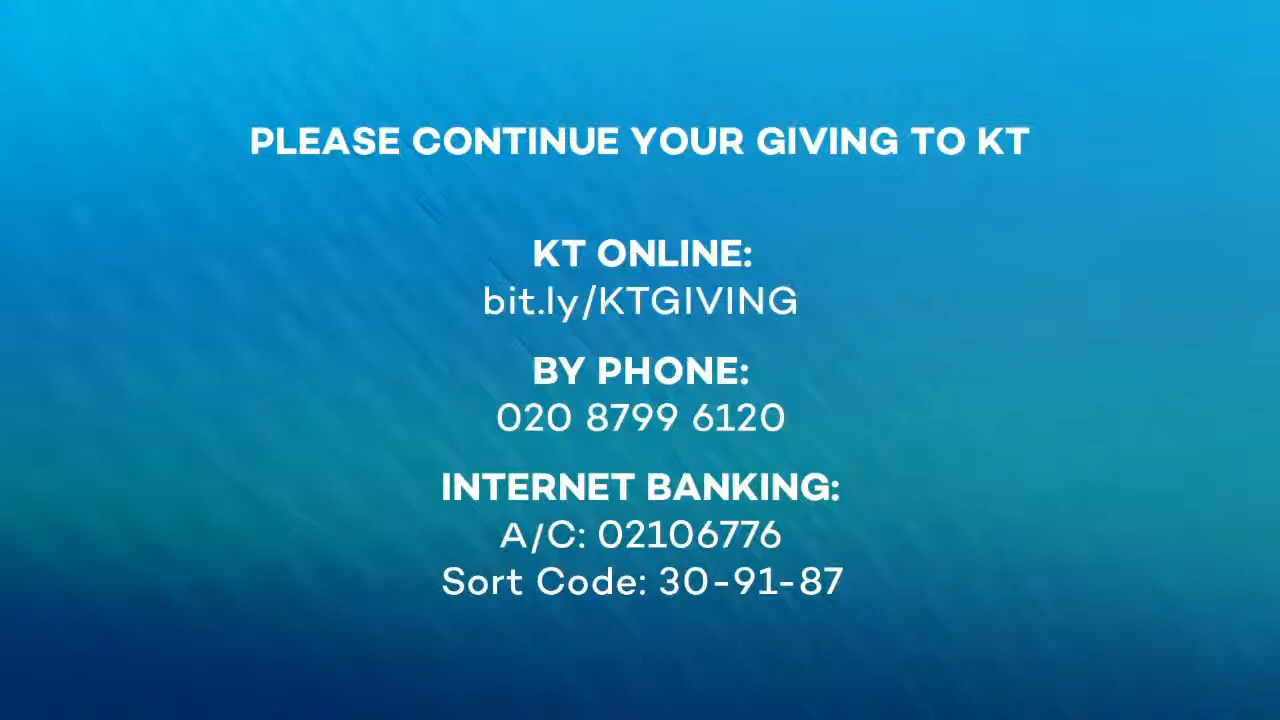 PLEASE CONTINUE YOUR GIVING TO KT
KT ONLINE:
bit.ly/KTGIVING
BY PHONE:
020 8799 6120
INTERNET BANKING:
A/C: 02106776
Sort Code: 30-91-87